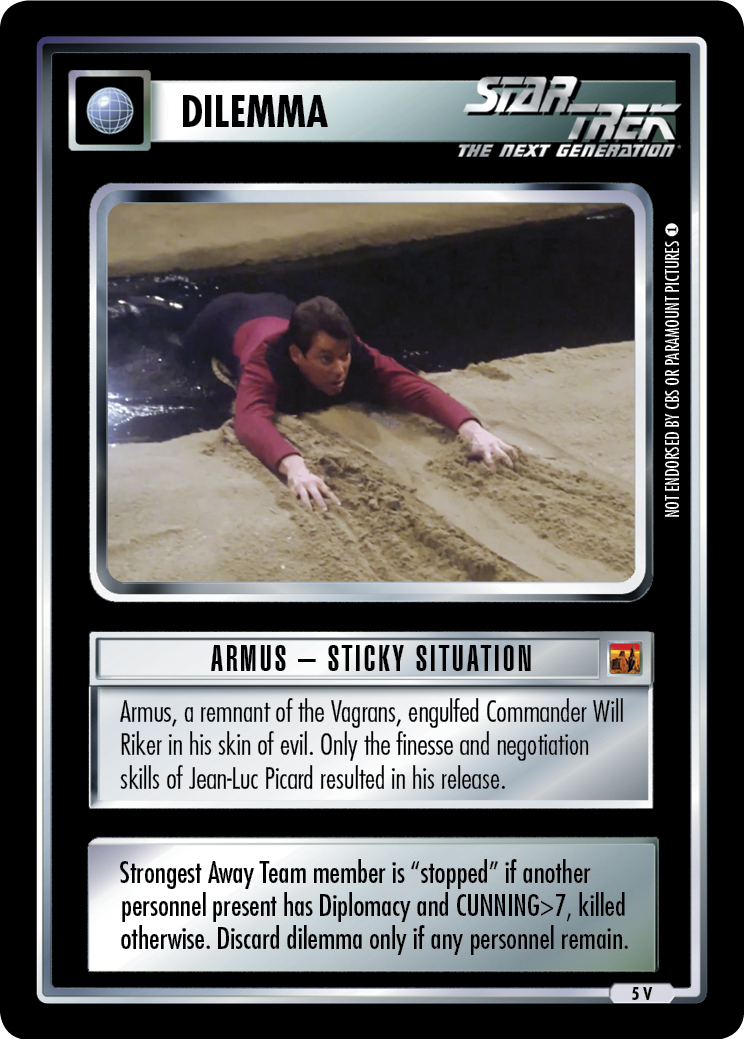 DILEMMA
STAR TREK
THE NEXT GENERATION
NOT ENDORSED BY CBS OR PARAMOUNT PICTURES 1
ARMUS – STICKY SITUATION
Armus, a remnant of the Vagrans, engulfed Commander Will
Riker in his skin of evil. Only the finesse and negotiation
skills of Jean-Luc Picard resulted in his release.
Strongest Away Team member is “stopped” if another
personnel present has Diplomacy and CUNNING>7, killed
otherwise. Discard dilemma only if any personnel remain.
5 V